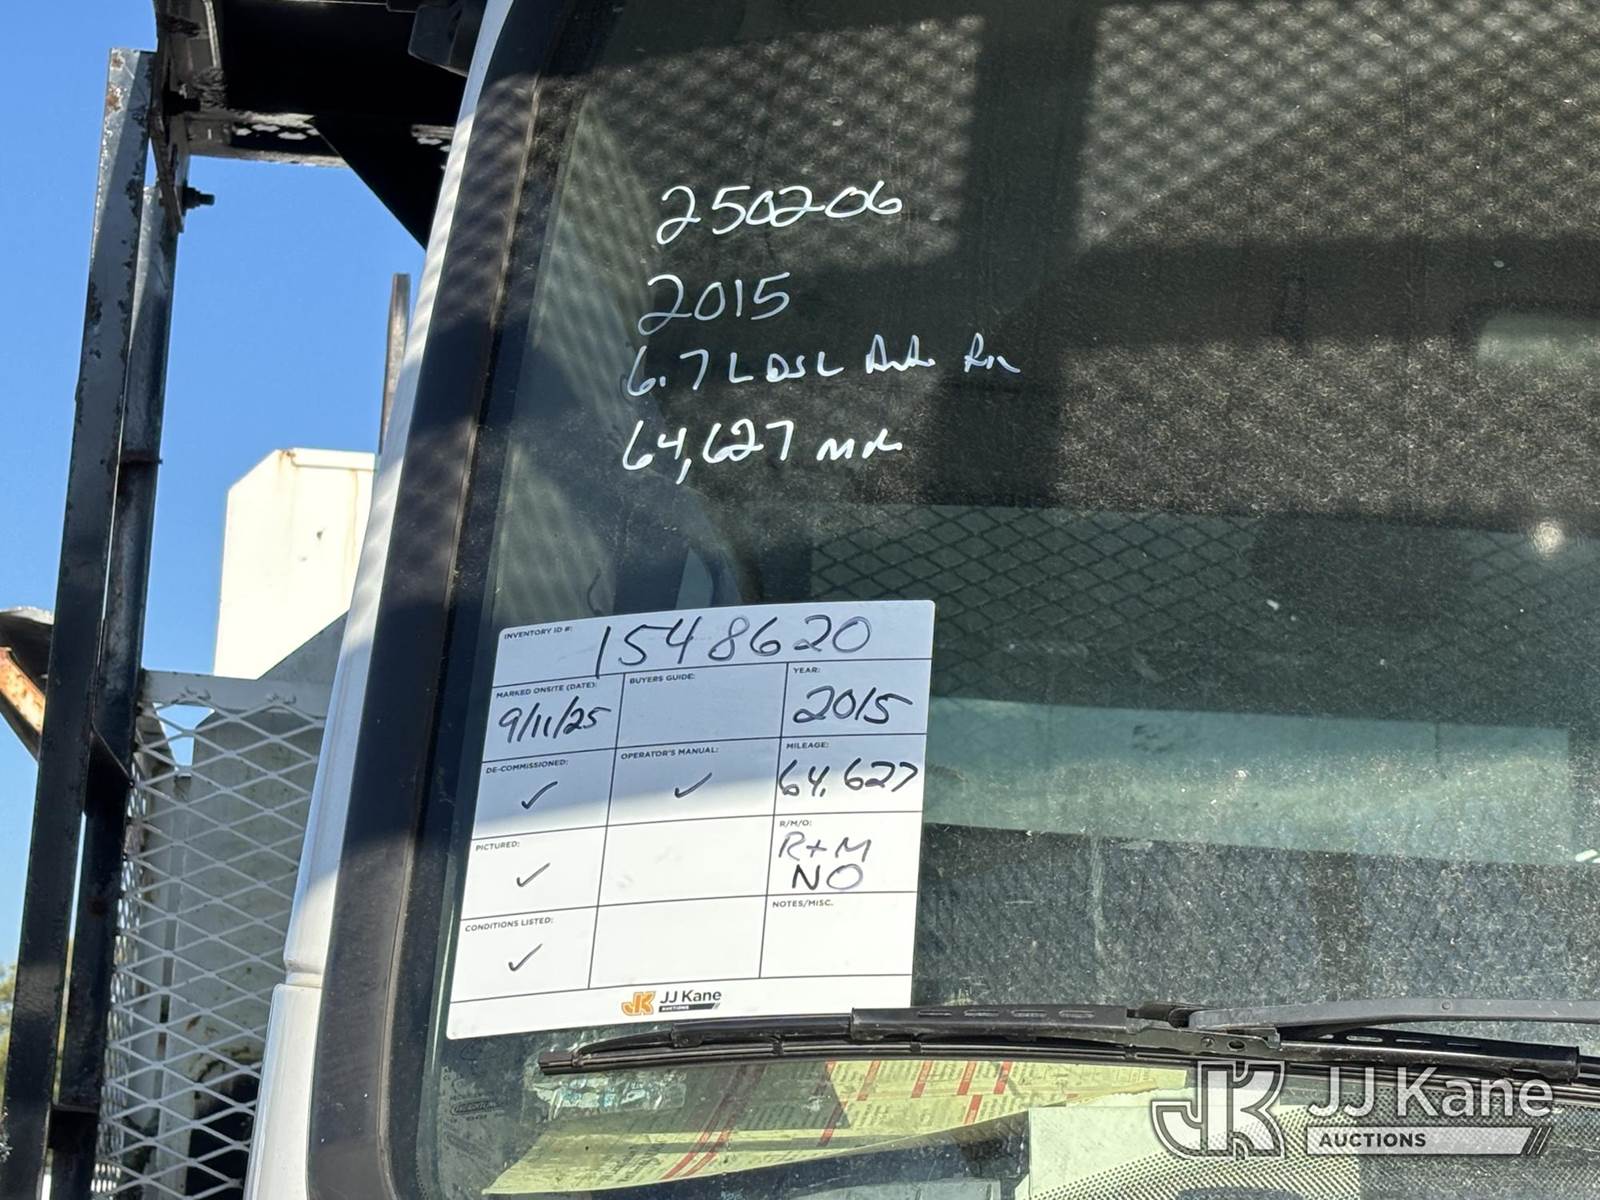 250206
2015
6.7L DSL Auto
64,627
INVENTORY ID #: 1548620
MARKED ONSITE (DATE): 9/11/25
BUYERS GUIDE:
YEAR: 2015
DE-COMMISSIONED: ✓
OPERATOR'S MANUAL: ✓
MILEAGE: 64,627
PICTURED: ✓
R/M/O: R+M
NO
CONDITIONS LISTED: ✓
NOTES/MISC.
JK JJ Kane
AUCTIONS
JK JJ Kane
AUCTIONS